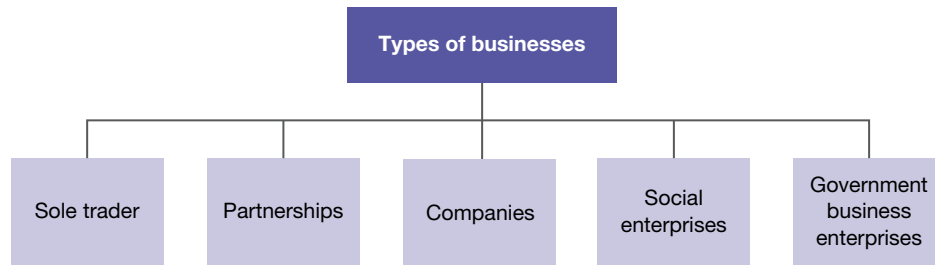 Types of businesses
Sole trader
Partnerships
Companies
Social
enterprises
Government
business
enterprises